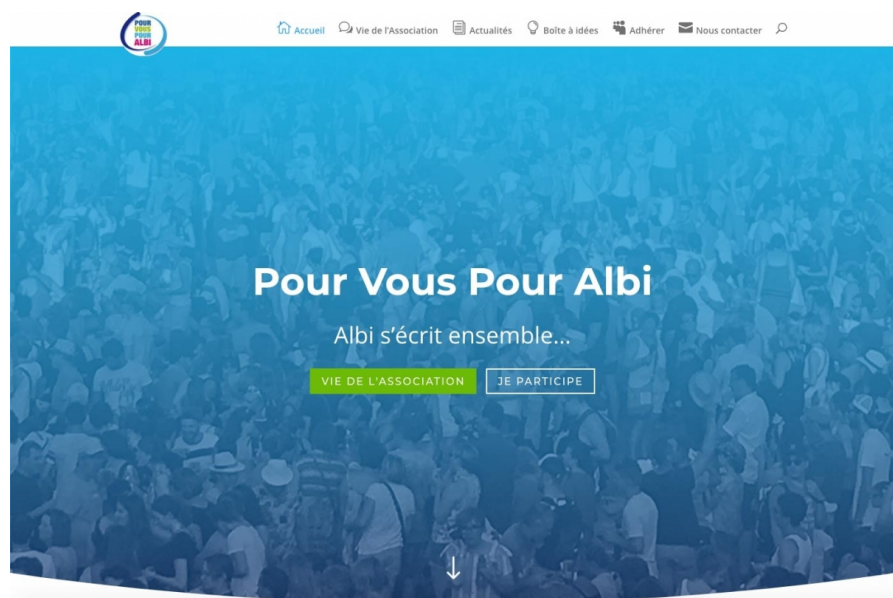 POUR
VOUS
POUR
ALBI
Accueil Vie de l'Association Actualités Boîte à idées Adhérer Nous contacter
Pour Vous Pour Albi
Albi s'écrit ensemble...
VIE DE L'ASSOCIATION JE PARTICIPE